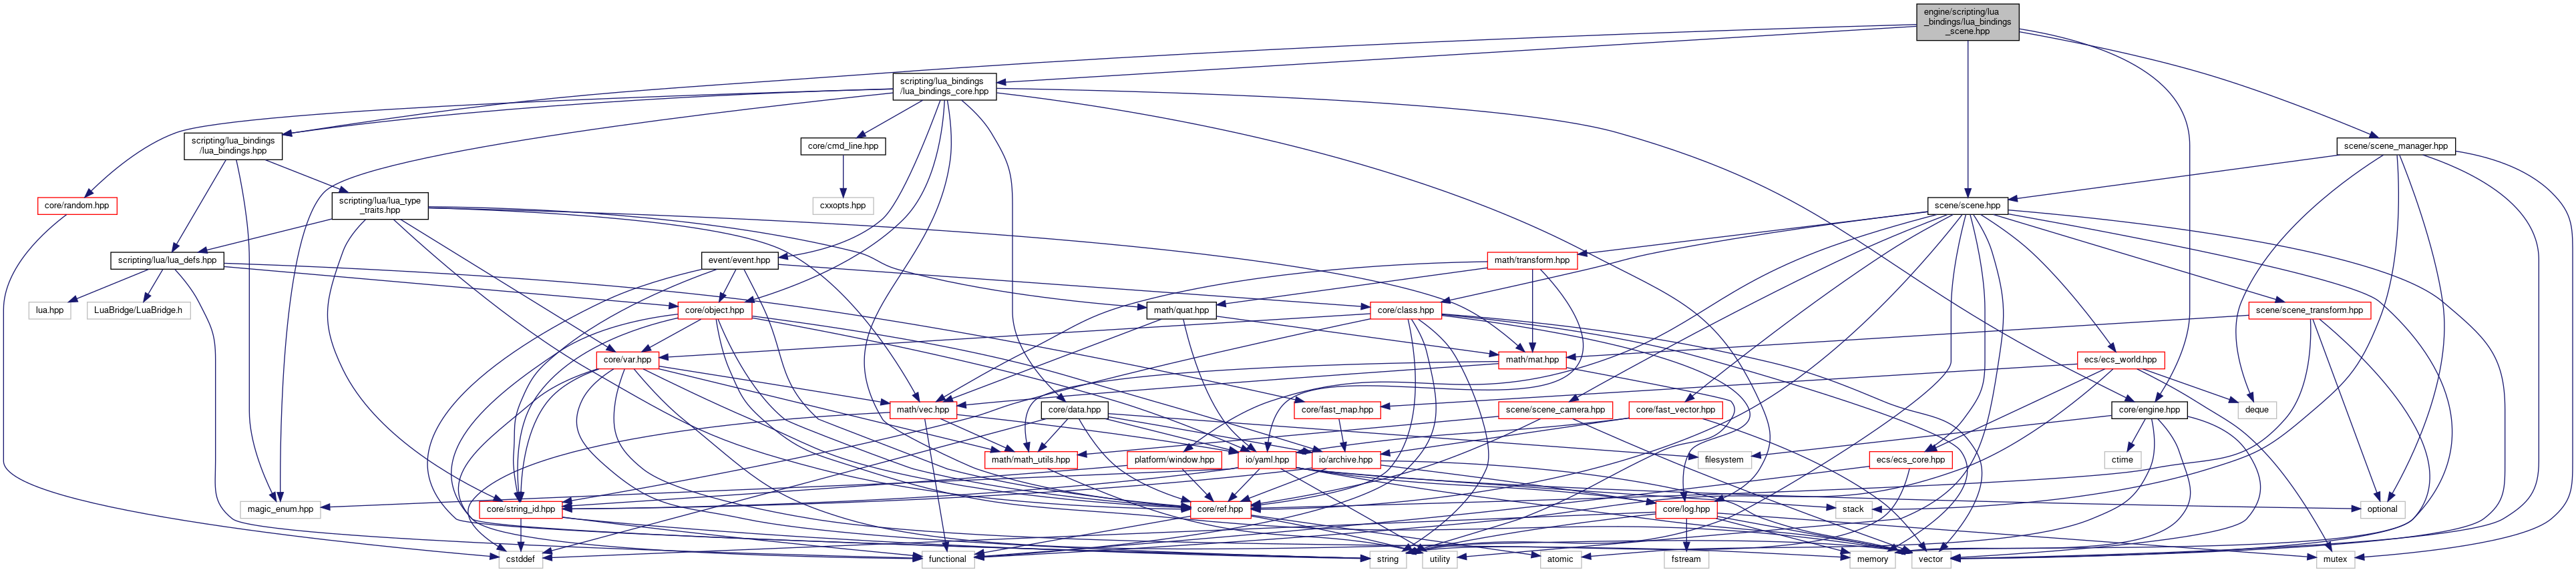 engine/scripting/lua
_bindings/lua_bindings
_scene.hpp
scripting/lua_bindings
/lua_bindings_core.hpp
scripting/lua_bindings
/lua_bindings.hpp
core/cmd_line.hpp
scene/scene_manager.hpp
core/random.hpp
scripting/lua/lua_type
_traits.hpp
cxxopts.hpp
scene/scene.hpp
scripting/lua/lua_defs.hpp
event/event.hpp
math/transform.hpp
lua.hpp
LuaBridge/LuaBridge.h
core/object.hpp
math/quat.hpp
core/class.hpp
scene/scene_transform.hpp
core/var.hpp
math/mat.hpp
ecs/ecs_world.hpp
math/vec.hpp
core/data.hpp
core/fast_map.hpp
scene/scene_camera.hpp
core/fast_vector.hpp
core/engine.hpp
deque
math/math_utils.hpp
platform/window.hpp
io/yaml.hpp
io/archive.hpp
filesystem
ecs/ecs_core.hpp
ctime
magic_enum.hpp
core/string_id.hpp
core/ref.hpp
core/log.hpp
stack
optional
cstddef
functional
string
utility
atomic
fstream
memory
vector
mutex